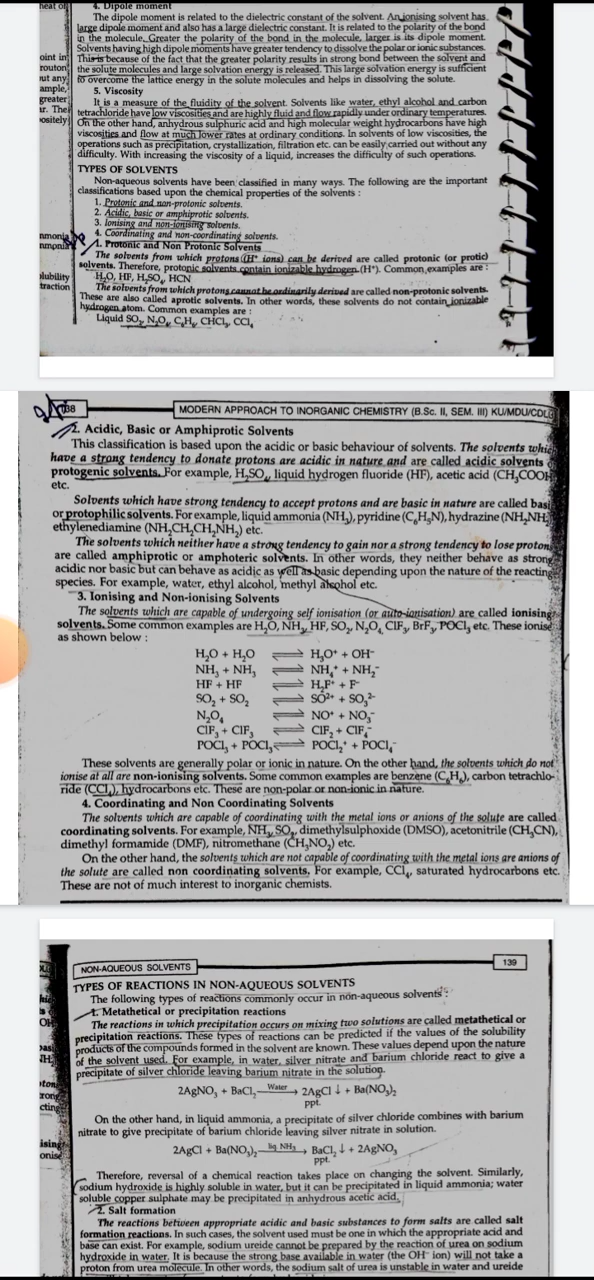 heat of
4. Dipole moment
The dipole moment is related to the dielectric constant of the solvent. An ionising solvent has
large dipole moment and also has a large dielectric constant. It is related to the polarity of the bond
in the molecule. Greater the polarity of the bond in the molecule, larger is its dipole moment.
Solvents having high dipole moments have greater tendency to dissolve the polar or ionic substances.
This is because of the fact that the greater polarity results in strong bond between the solvent and
the solute molecules and large solvation energy is released. This large solvation energy is sufficient
to overcome the lattice energy in the solute molecules and helps in dissolving the solute.
5. Viscosity
It is a measure of the fluidity of the solvent. Solvents like water, ethyl alcohol and carbon
tetrachloride have low viscosities and are highly fluid and flow rapidly under ordinary temperatures.
On the other hand, anhydrous sulphuric acid and high molecular weight hydrocarbons have high
viscosities and flow at much lower rates at ordinary conditions. In solvents of low viscosities, the
operations such as precipitation, crystallization, filtration etc. can be easily carried out without any
difficulty. With increasing the viscosity of a liquid, increases the difficulty of such operations.
TYPES OF SOLVENTS
Non-aqueous solvents have been classified in many ways. The following are the important
classifications based upon the chemical properties of the solvents :
1. Protonic and non-protonic solvents.
2. Acidic, basic or amphiprotic solvents.
3. Ionising and non-ionising solvents.
4. Coordinating and non-coordinating solvents.
1. Protonic and Non Protonic Solvents
The solvents from which protons (H⁺ ions) can be derived are called protonic (or protic)
solvents. Therefore, protonic solvents contain ionizable hydrogen (H⁺). Common examples are :
H₂O, HF, H₂SO₄, HCN
The solvents from which protons cannot be ordinarily derived are called non-protonic solvents.
These are also called aprotic solvents. In other words, these solvents do not contain ionizable
hydrogen atom. Common examples are :
Liquid SO₂, N₂O₄, C₆H₆, CHCl₃, CCl₄
138
MODERN APPROACH TO INORGANIC CHEMISTRY (B.Sc. II, SEM. III) KU/MDU/CDLU
2. Acidic, Basic or Amphiprotic Solvents
This classification is based upon the acidic or basic behaviour of solvents. The solvents whic
have a strong tendency to donate protons are acidic in nature and are called acidic solvents
protogenic solvents. For example, H₂SO₄, liquid hydrogen fluoride (HF), acetic acid (CH₃COOH
etc.
Solvents which have strong tendency to accept protons and are basic in nature are called basi
or protophilic solvents. For example, liquid ammonia (NH₃), pyridine (C₅H₅N), hydrazine (NH₂NH₂
ethylenediamine (NH₂CH₂CH₂NH₂) etc.
The solvents which neither have a strong tendency to gain nor a strong tendency to lose proton
are called amphiprotic or amphoteric solvents. In other words, they neither behave as strong
acidic nor basic but can behave as acidic as well as basic depending upon the nature of the reacting
species. For example, water, ethyl alcohol, methyl alcohol etc.
3. Ionising and Non-ionising Solvents
The solvents which are capable of undergoing self ionisation (or auto-ionisation) are called ionising
solvents. Some common examples are H₂O, NH₃, HF, SO₂, N₂O₄, ClF₃, BrF₃, POCl₃ etc. These ionise
as shown below :
H₂O + H₂O ⇌ H₃O⁺ + OH⁻
NH₃ + NH₃ ⇌ NH₄⁺ + NH₂⁻
HF + HF ⇌ H₂F⁺ + F⁻
SO₂ + SO₂ ⇌ SO²⁺ + SO₃²⁻
N₂O₄ ⇌ NO⁺ + NO₃⁻
ClF₃ + ClF₃ ⇌ ClF₂ + ClF₄⁻
POCl₃ + POCl₃ ⇌ POCl₂⁺ + POCl₄⁻
These solvents are generally polar or ionic in nature. On the other hand, the solvents which do not
ionise at all are non-ionising solvents. Some common examples are benzene (C₆H₆), carbon tetrachlo-
ride (CCl₄), hydrocarbons etc. These are non-polar or non-ionic in nature.
4. Coordinating and Non Coordinating Solvents
The solvents which are capable of coordinating with the metal ions or anions of the solute are called
coordinating solvents. For example, NH₃, SO₂, dimethylsulphoxide (DMSO), acetonitrile (CH₃CN),
dimethyl formamide (DMF), nitromethane (CH₃NO₂) etc.
On the other hand, the solvents which are not capable of coordinating with the metal ions are anions of
the solute are called non coordinating solvents. For example, CCl₄, saturated hydrocarbons etc.
These are not of much interest to inorganic chemists.
NON-AQUEOUS SOLVENTS
139
TYPES OF REACTIONS IN NON-AQUEOUS SOLVENTS
The following types of reactions commonly occur in non-aqueous solvents :
1. Metathetical or precipitation reactions
The reactions in which precipitation occurs on mixing two solutions are called metathetical or
precipitation reactions. These types of reactions can be predicted if the values of the solubility
products of the compounds formed in the solvent are known. These values depend upon the nature
of the solvent used. For example, in water, silver nitrate and barium chloride react to give a
precipitate of silver chloride leaving barium nitrate in the solution.
2AgNO₃ + BaCl₂ —Water→ 2AgCl ↓ + Ba(NO₃)₂
ppt.
On the other hand, in liquid ammonia, a precipitate of silver chloride combines with barium
nitrate to give precipitate of barium chloride leaving silver nitrate in solution.
2AgCl + Ba(NO₃)₂ —liq. NH₃→ BaCl₂ ↓ + 2AgNO₃
ppt.
Therefore, reversal of a chemical reaction takes place on changing the solvent. Similarly,
sodium hydroxide is highly soluble in water, but it can be precipitated in liquid ammonia; water
soluble copper sulphate may be precipitated in anhydrous acetic acid.
2. Salt formation
The reactions between appropriate acidic and basic substances to form salts are called salt
formation reactions. In such cases, the solvent used must be one in which the appropriate acid and
base can exist. For example, sodium ureide cannot be prepared by the reaction of urea on sodium
hydroxide in water. It is because the strong base available in water (the OH⁻ ion) will not take a
proton from urea molecule. In other words, the sodium salt of urea is unstable in water and ureide